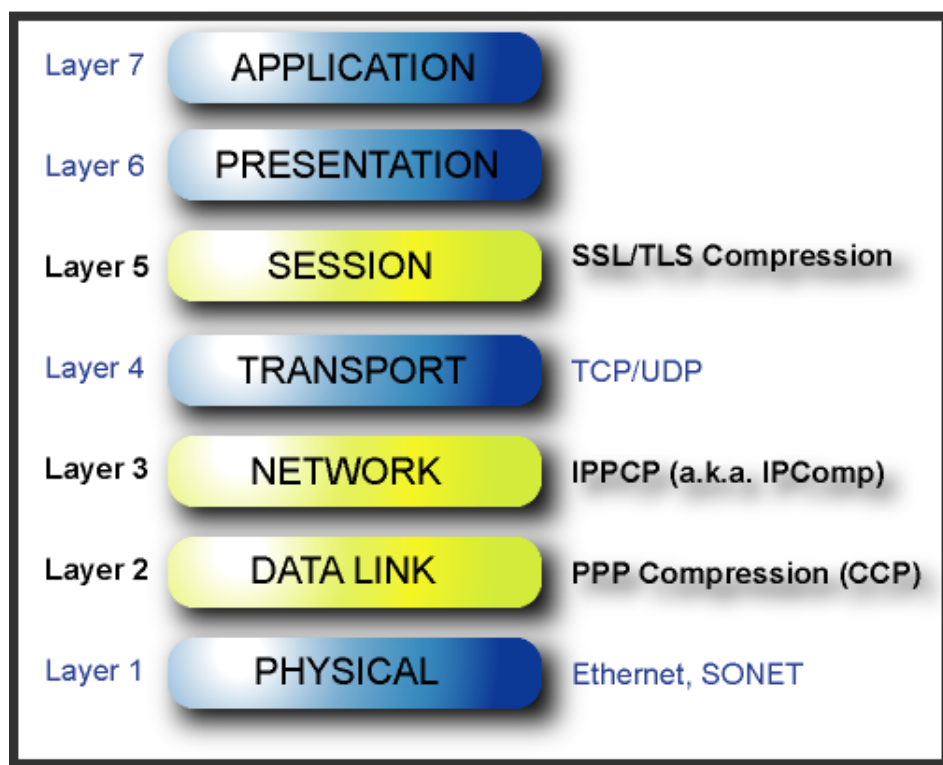 Layer 7 APPLICATION
Layer 6 PRESENTATION
Layer 5 SESSION SSL/TLS Compression
Layer 4 TRANSPORT TCP/UDP
Layer 3 NETWORK IPPCP (a.k.a. IPComp)
Layer 2 DATA LINK PPP Compression (CCP)
Layer 1 PHYSICAL Ethernet, SONET